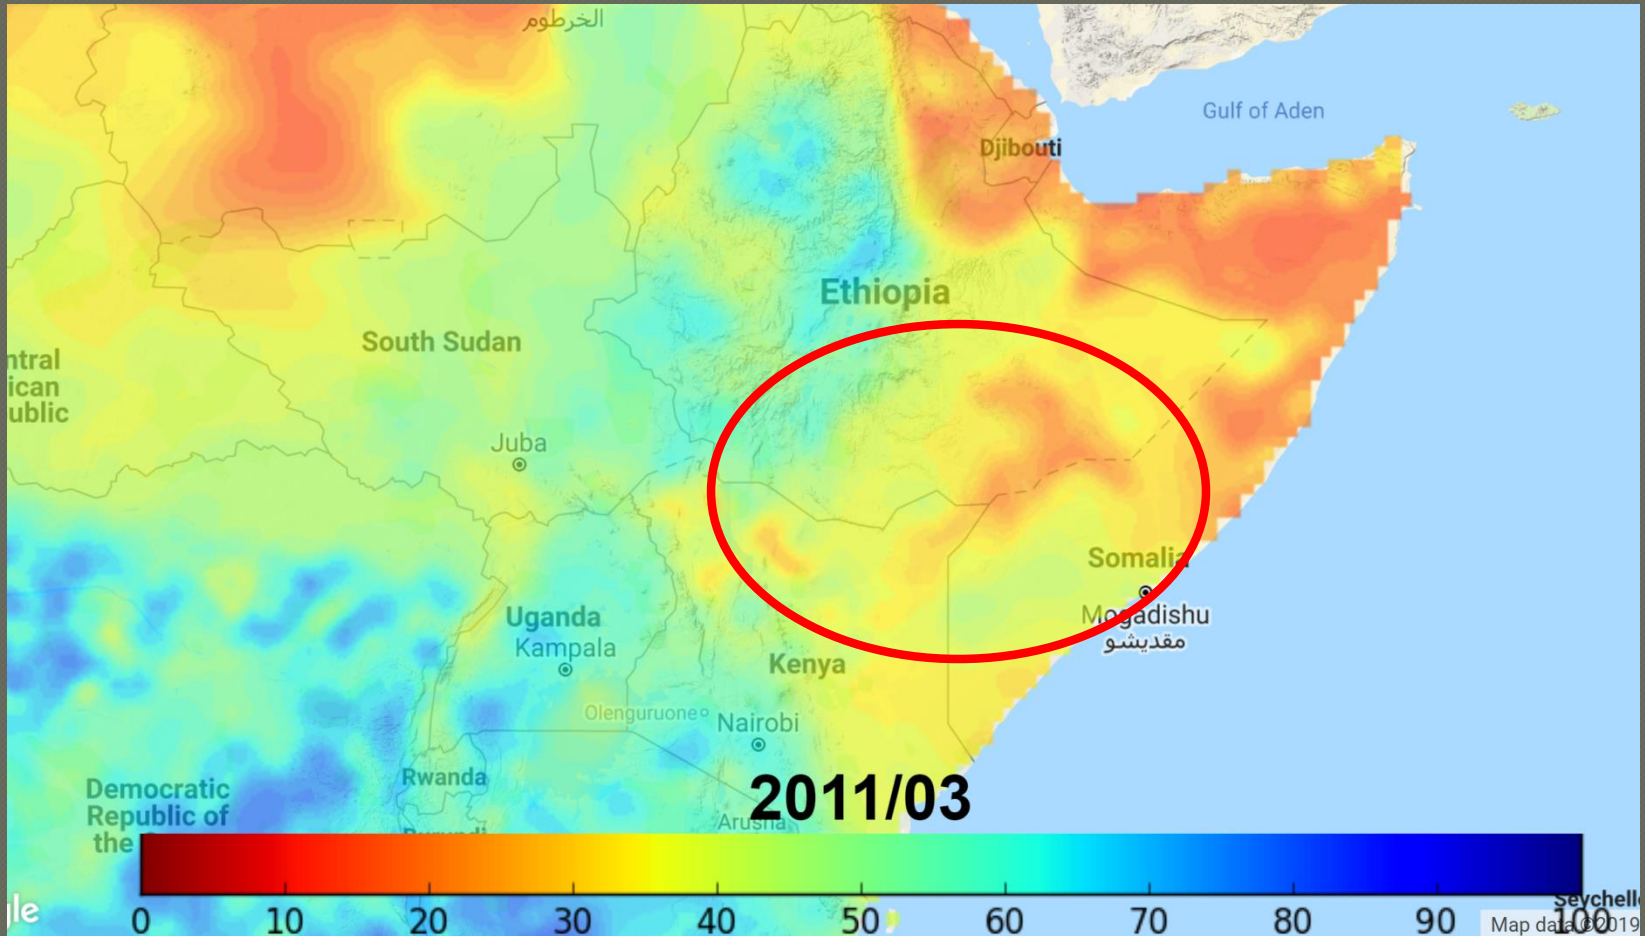 الخرطوم
Gulf of Aden
Djibouti
Ethiopia
South Sudan
ntral
ican
ublic
Juba
Somalia
Mogadishu
مقديشو
Uganda
Kampala
Kenya
Olenguruone
Nairobi
Rwanda
Democratic
Republic of
the
2011/03
Arusha
Burundi
0 10 20 30 40 50 60 70 80 90 100
Seychell
gle
Map data ©2019